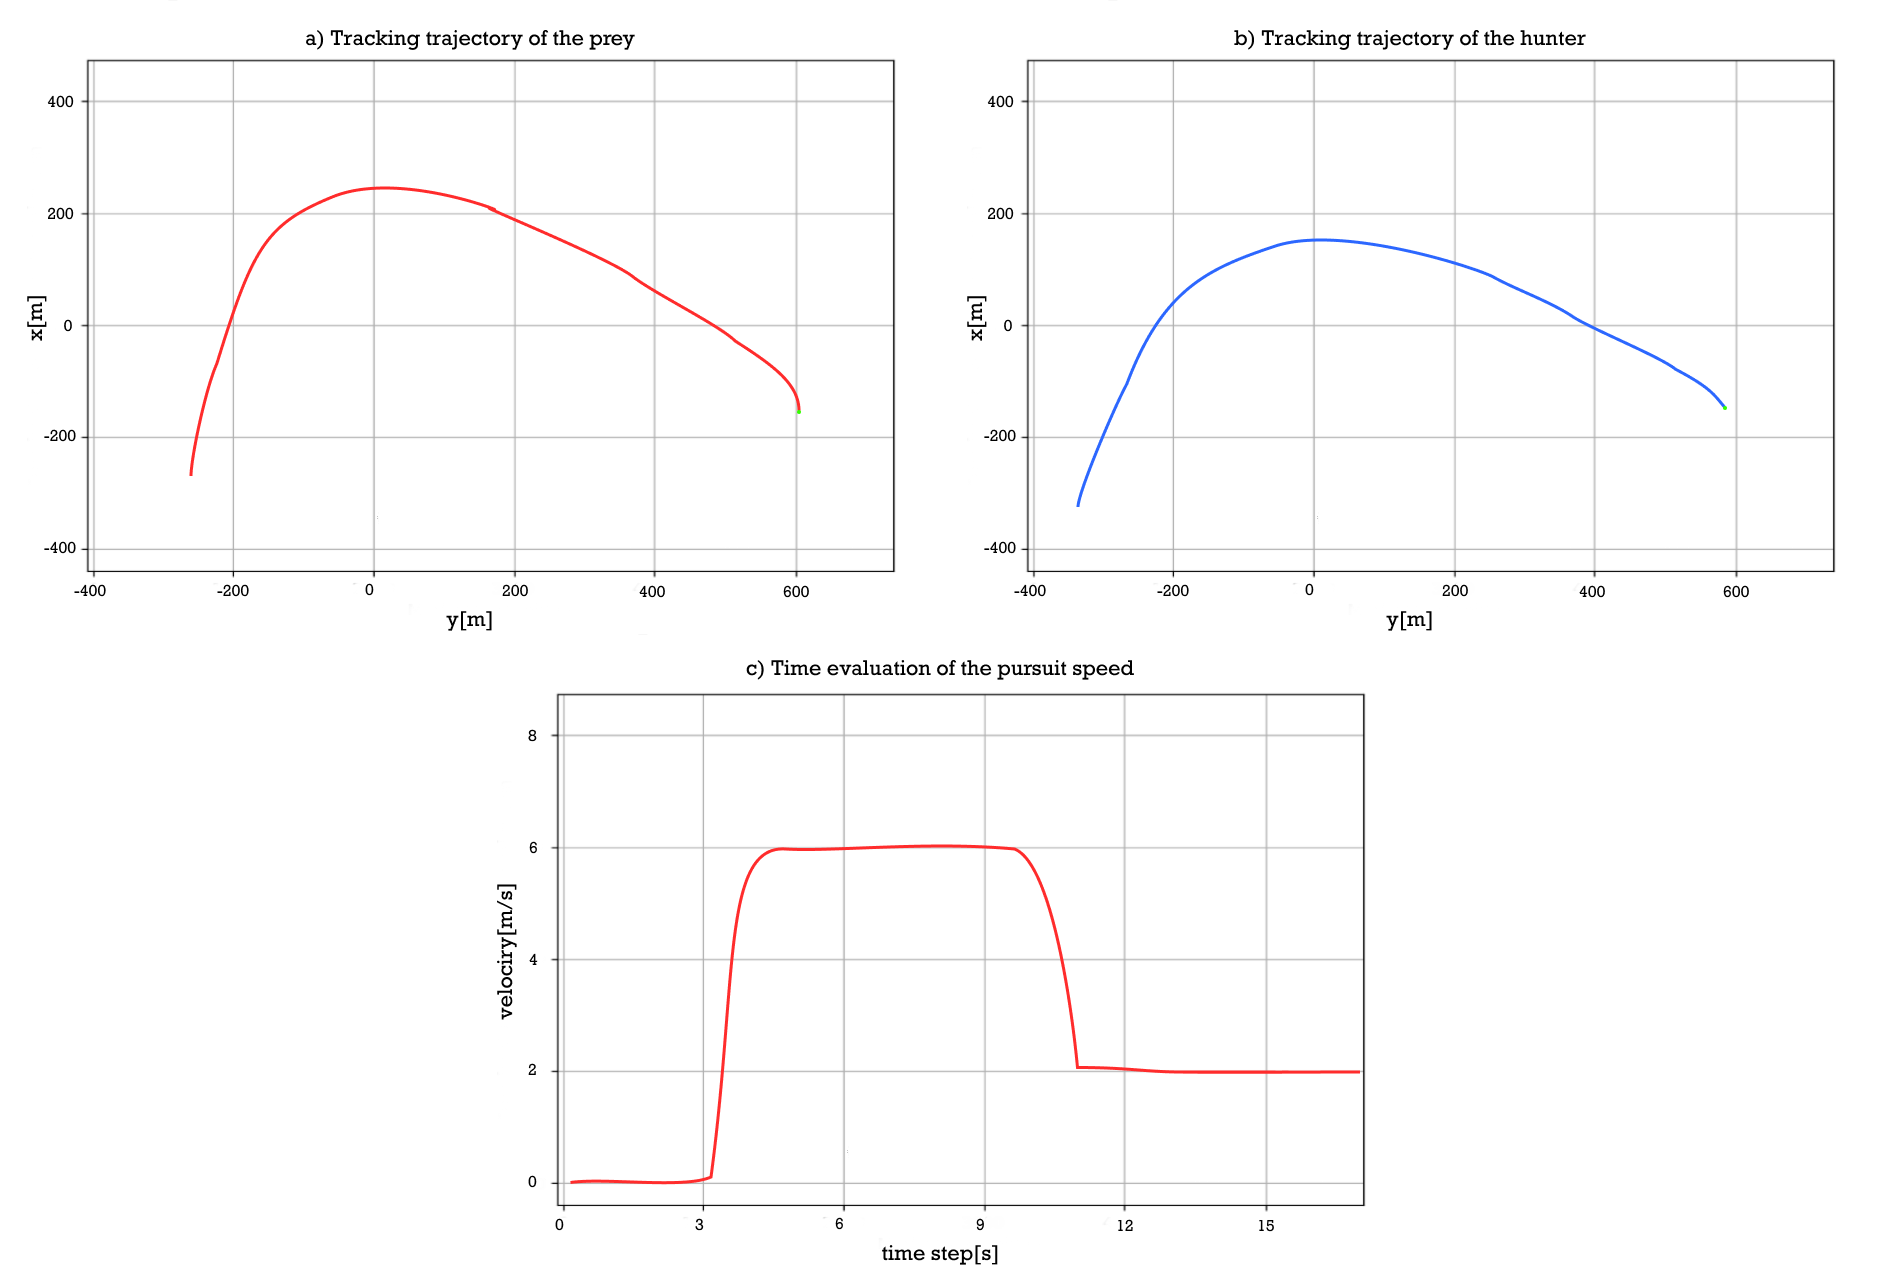 a) Tracking trajectory of the prey
400
200
0
-200
-400
x[m]
-400 -200 0 200 400 600
y[m]
b) Tracking trajectory of the hunter
400
200
0
-200
-400
x[m]
-400 -200 0 200 400 600
y[m]
c) Time evaluation of the pursuit speed
8
6
4
2
0
velociry[m/s]
0 3 6 9 12 15
time step[s]